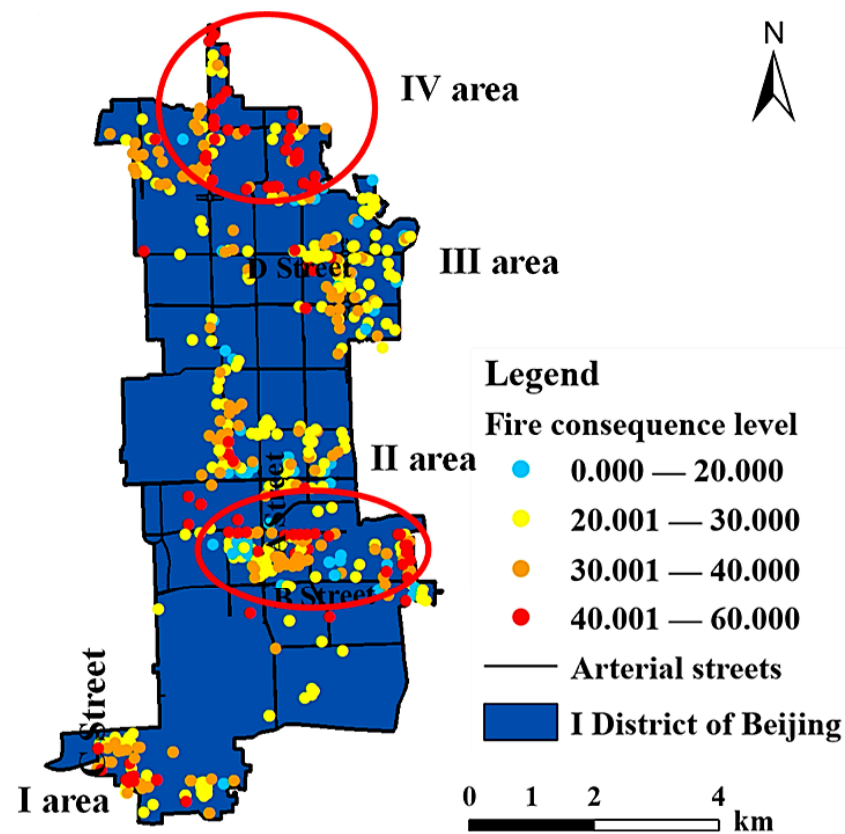 N
IV area
III area
D Street
Legend
Fire consequence level
II area
0.000 — 20.000
A Street
20.001 — 30.000
30.001 — 40.000
B Street
40.001 — 60.000
Arterial streets
C Street
I District of Beijing
I area
0 1 2 4
km